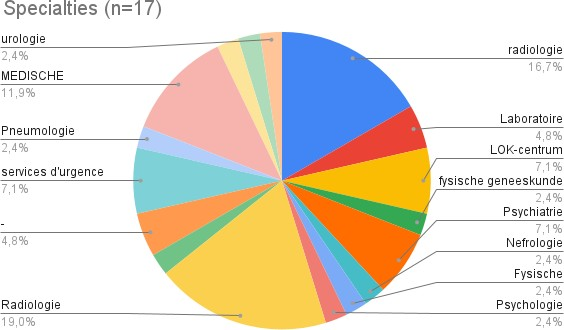 Specialties (n=17)
urologie
2,4%
MEDISCHE
11,9%
Pneumologie
2,4%
services d'urgence
7,1%
-
4,8%
Radiologie
19,0%
radiologie
16,7%
Laboratoire
4,8%
LOK-centrum
7,1%
fysische geneeskunde
2,4%
Psychiatrie
7,1%
Nefrologie
2,4%
Fysische
2,4%
Psychologie
2,4%